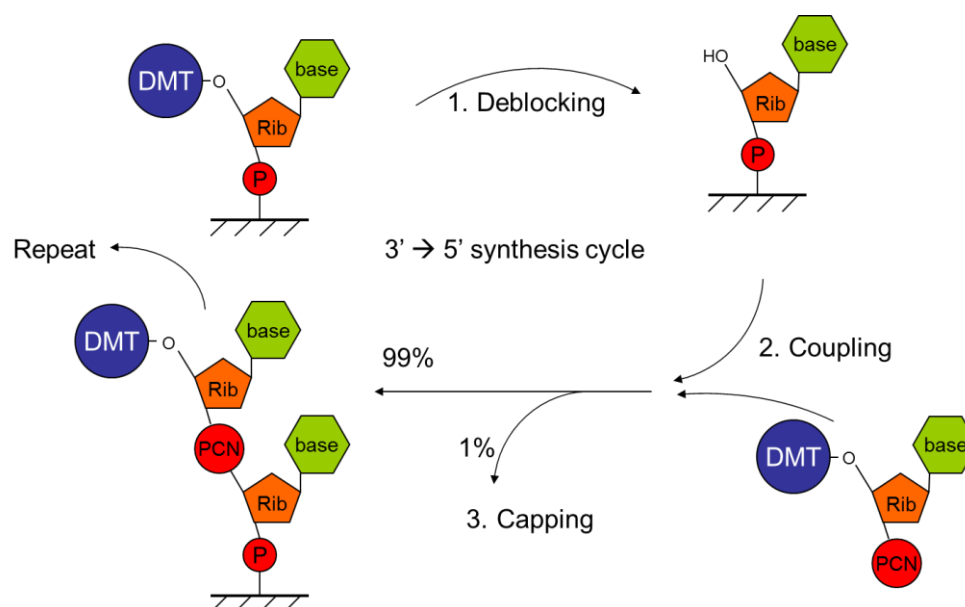 DMT
O
base
Rib
P
1. Deblocking
HO
base
Rib
P
Repeat
3' → 5' synthesis cycle
DMT
O
base
Rib
PCN
base
Rib
P
99%
1%
2. Coupling
3. Capping
DMT
O
base
Rib
PCN